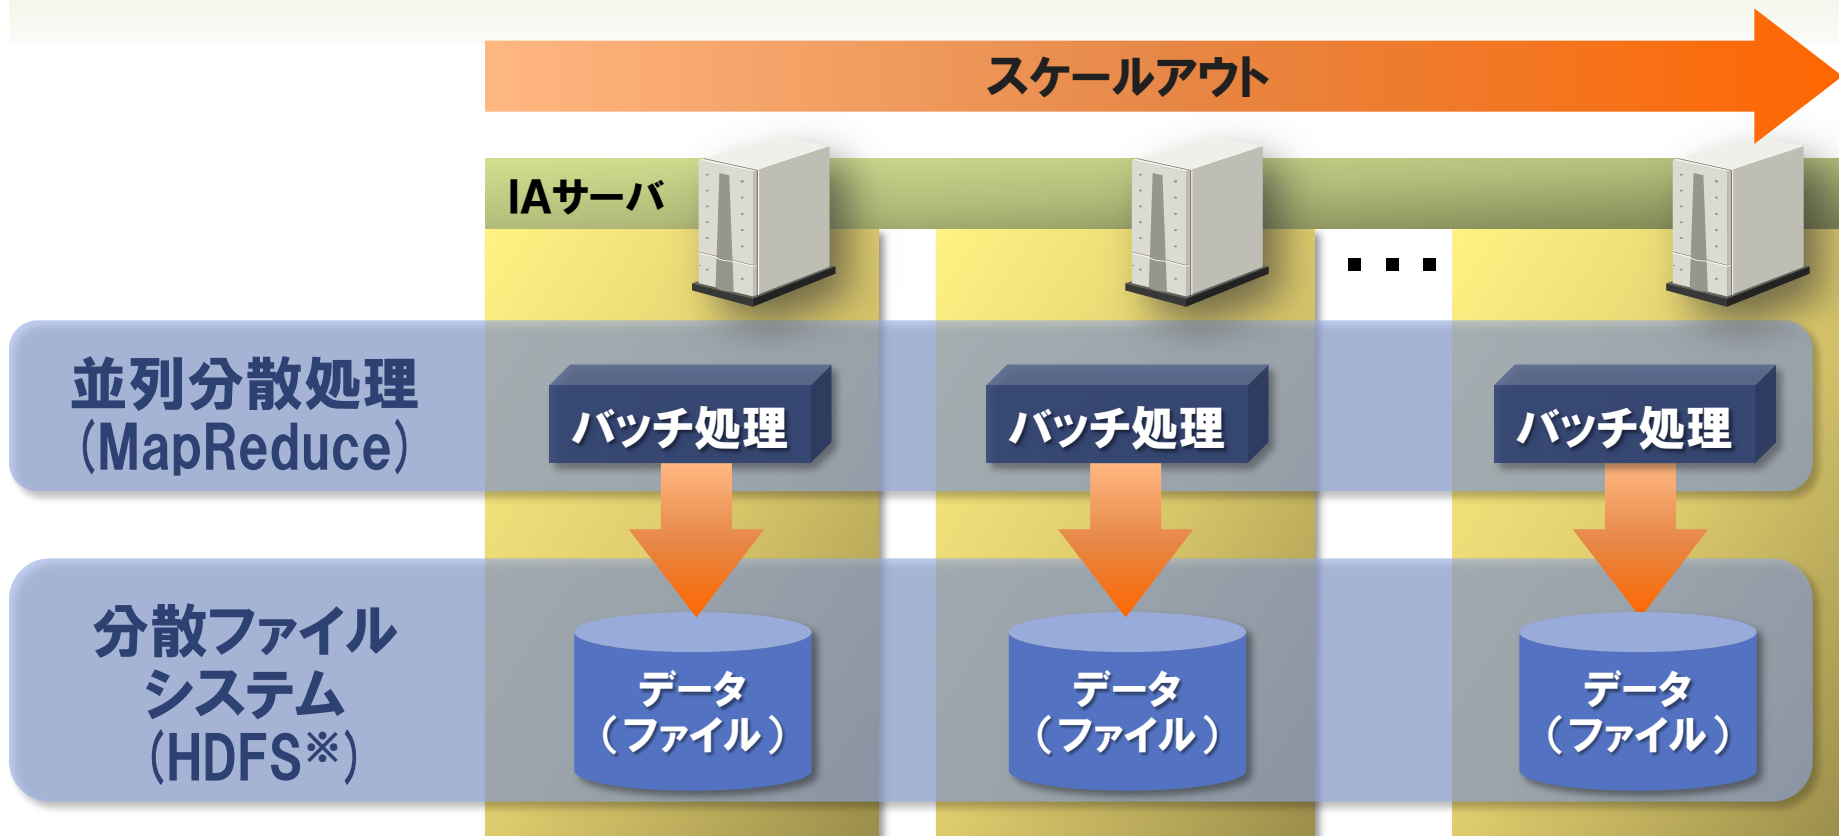 スケールアウト
IAサーバ
・・・
並列分散処理
(MapReduce)
バッチ処理
バッチ処理
バッチ処理
分散ファイル
システム
(HDFS※)
データ
(ファイル)
データ
(ファイル)
データ
(ファイル)